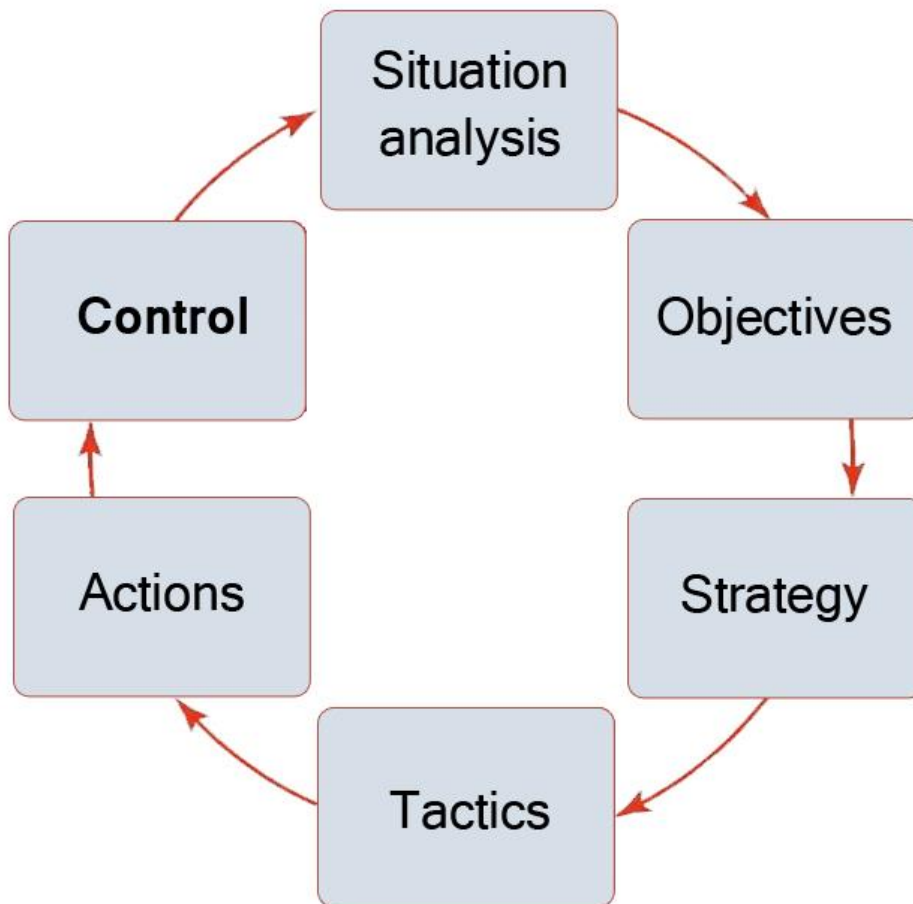 Situation
analysis
Objectives
Strategy
Tactics
Actions
Control